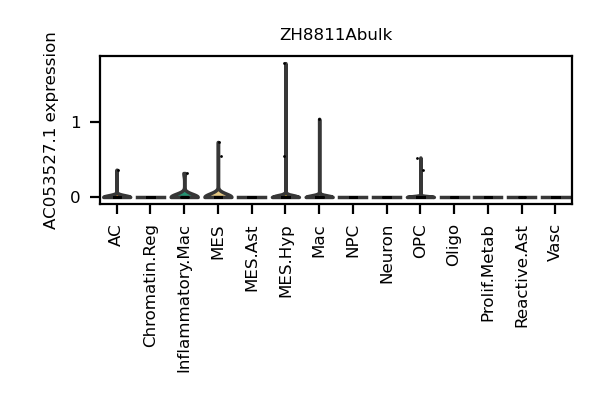 ZH8811Abulk
AC053527.1 expression
1
0
AC
Chromatin.Reg
Inflammatory.Mac
MES
MES.Ast
MES.Hyp
Mac
NPC
Neuron
OPC
Oligo
Prolif.Metab
Reactive.Ast
Vasc